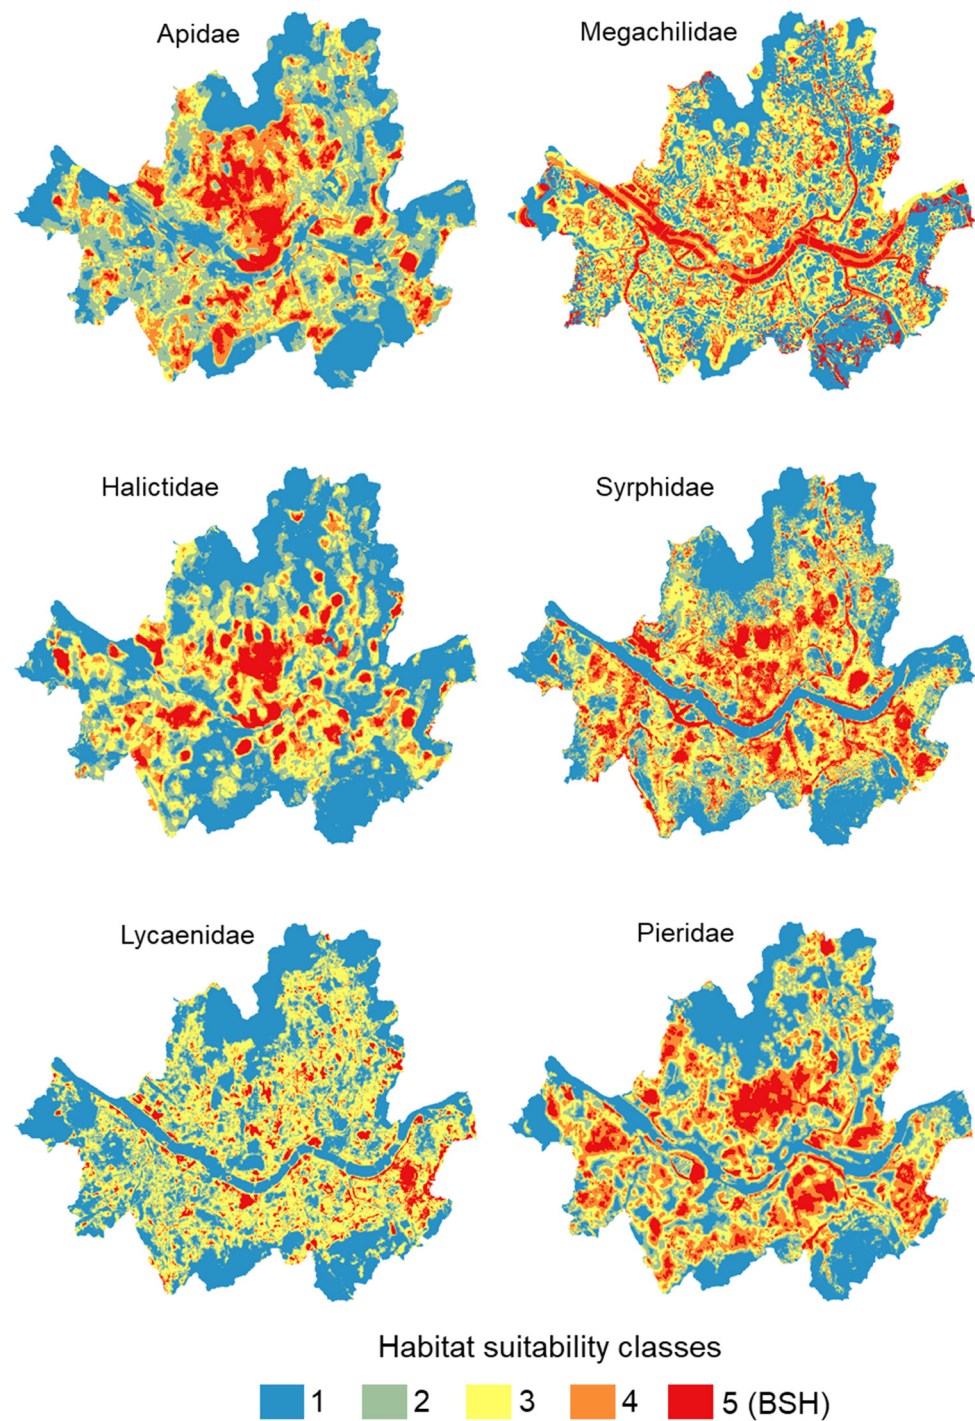 Apidae
Megachilidae
Halictidae
Syrphidae
Lycaenidae
Pieridae
Habitat suitability classes
1 2 3 4 5 (BSH)